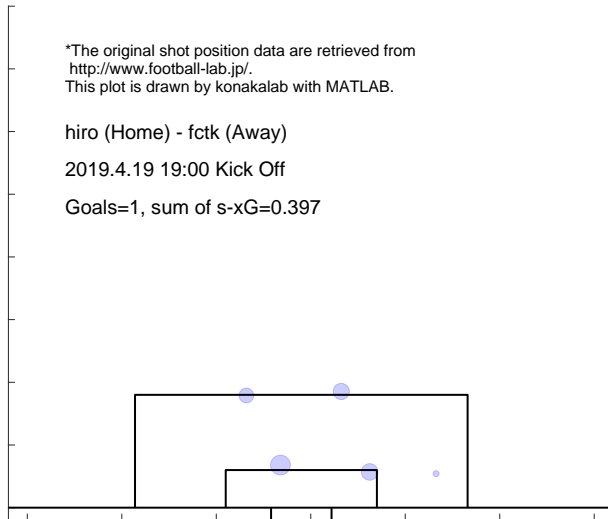 *The original shot position data are retrieved from
http://www.football-lab.jp/.
This plot is drawn by konakalab with MATLAB.
hiro (Home) - fctk (Away)
2019.4.19 19:00 Kick Off
Goals=1, sum of s-xG=0.397